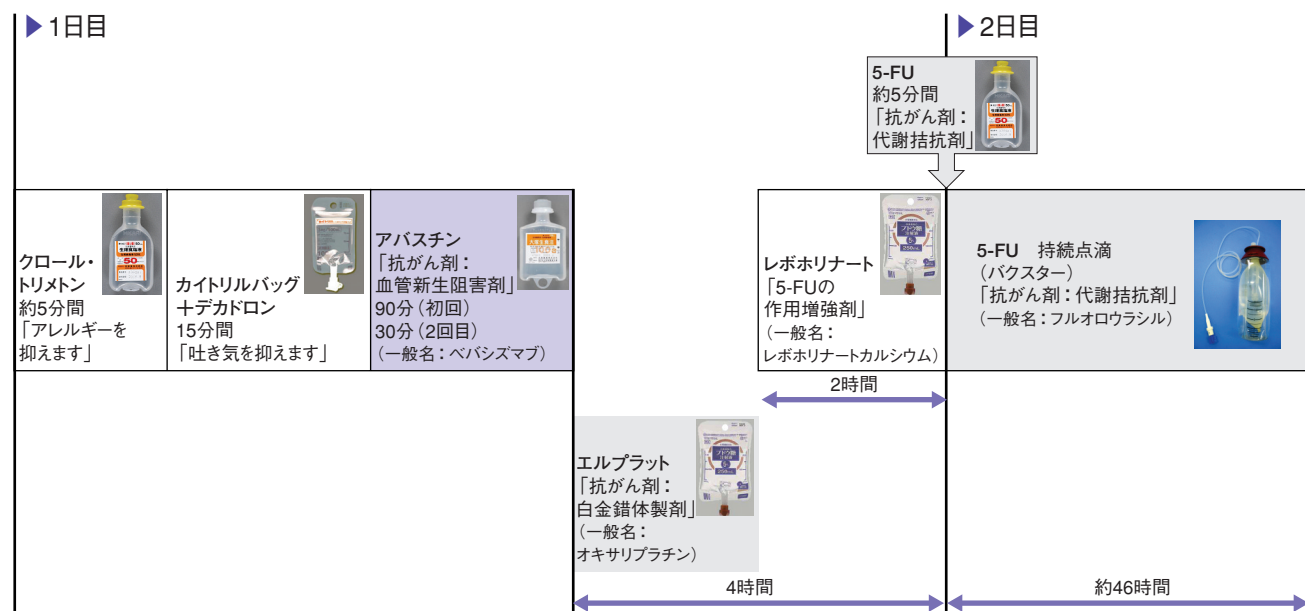 ▶1日目
▶2日目
5-FU
約5分間
「抗がん剤：
代謝拮抗剤」
クロール・
トリメトン
約5分間
「アレルギーを
抑えます」
カイトリルバッグ
＋デカドロン
15分間
「吐き気を抑えます」
アバスチン
「抗がん剤：
血管新生阻害剤」
90分（初回）
30分（2回目）
（一般名：ベバシズマブ）
エルプラット
「抗がん剤：
白金錯体製剤」
（一般名：
オキサリプラチン）
レボホリナート
「5-FUの
作用増強剤」
（一般名：
レボホリナートカルシウム）
5-FU 持続点滴
（バクスター）
「抗がん剤：代謝拮抗剤」
（一般名：フルオロウラシル）
2時間
4時間
約46時間